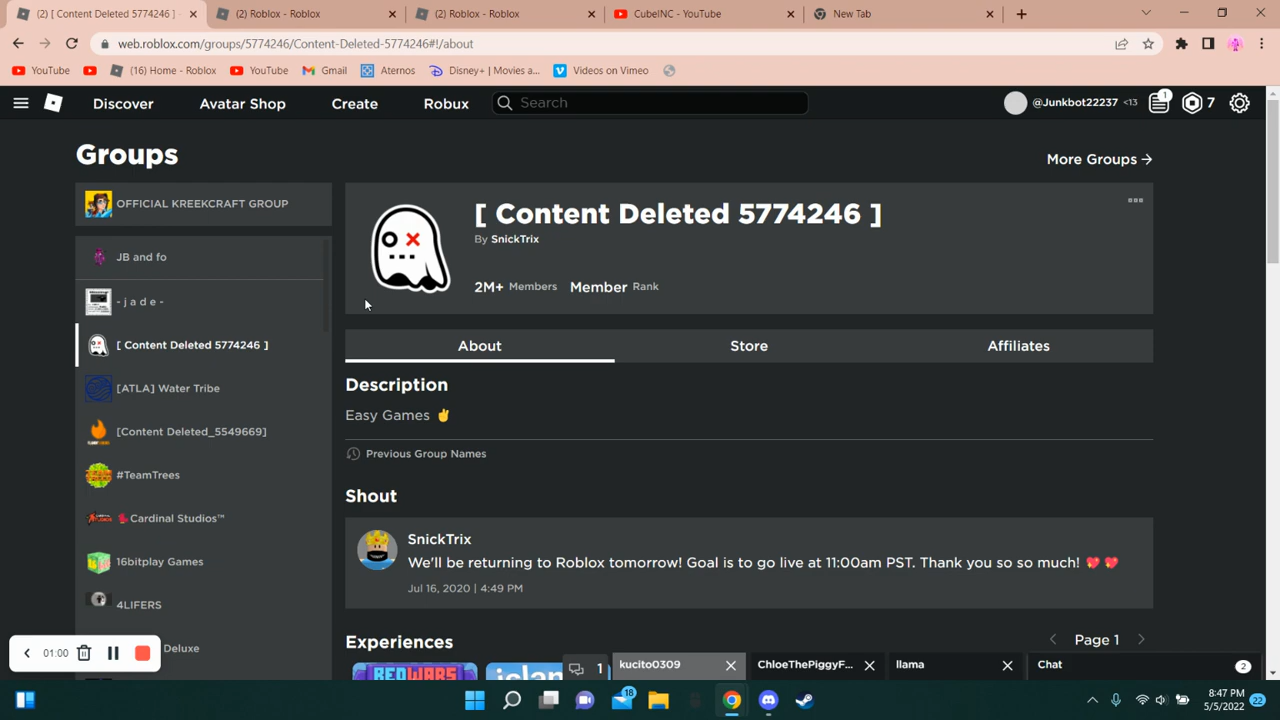 (2) [ Content Deleted 5774246 ] -
(2) Roblox - Roblox
(2) Roblox - Roblox
CubeINC - YouTube
New Tab
web.roblox.com/groups/5774246/Content-Deleted-5774246#!/about
YouTube
(16) Home - Roblox
YouTube
Gmail
Aternos
Disney+ | Movies a...
Videos on Vimeo
Discover
Avatar Shop
Create
Robux
Search
@Junkbot22237 <13
1
7
Groups
More Groups
OFFICIAL KREEKCRAFT GROUP
JB and fo
- j a d e -
[ Content Deleted 5774246 ]
[ATLA] Water Tribe
[Content Deleted_5549669]
#TeamTrees
Cardinal Studios™
16bitplay Games
4LIFERS
Deluxe
[ Content Deleted 5774246 ]
By SnickTrix
2M+ Members Member Rank
About
Store
Affiliates
Description
Easy Games ✌
Previous Group Names
Shout
SnickTrix
We'll be returning to Roblox tomorrow! Goal is to go live at 11:00am PST. Thank you so so much! 💖 💖
Jul 16, 2020 | 4:49 PM
Experiences
Page 1
BEDWARS
islan
01:00
1
kucito0309
ChloeThePiggyF...
llama
Chat
2
18
8:47 PM
5/5/2022
22